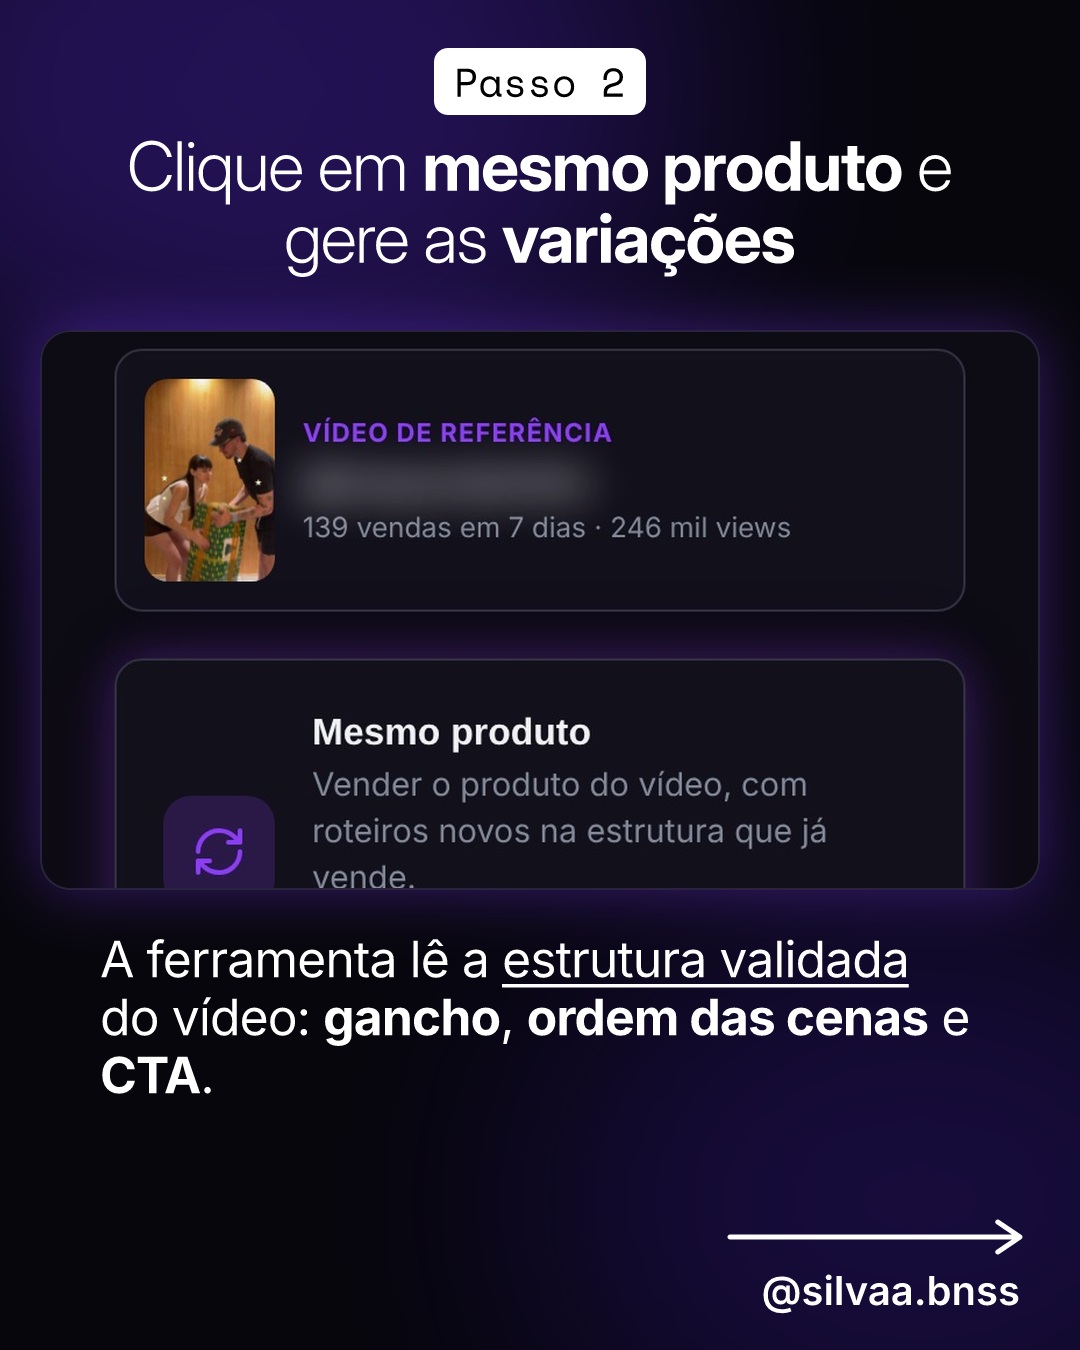 Passo 2
Clique em mesmo produto e
gere as variações
VÍDEO DE REFERÊNCIA
139 vendas em 7 dias · 246 mil views
Mesmo produto
Vender o produto do vídeo, com
roteiros novos na estrutura que já
vende.
A ferramenta lê a estrutura validada
do vídeo: gancho, ordem das cenas e
CTA.
@silvaa.bnss